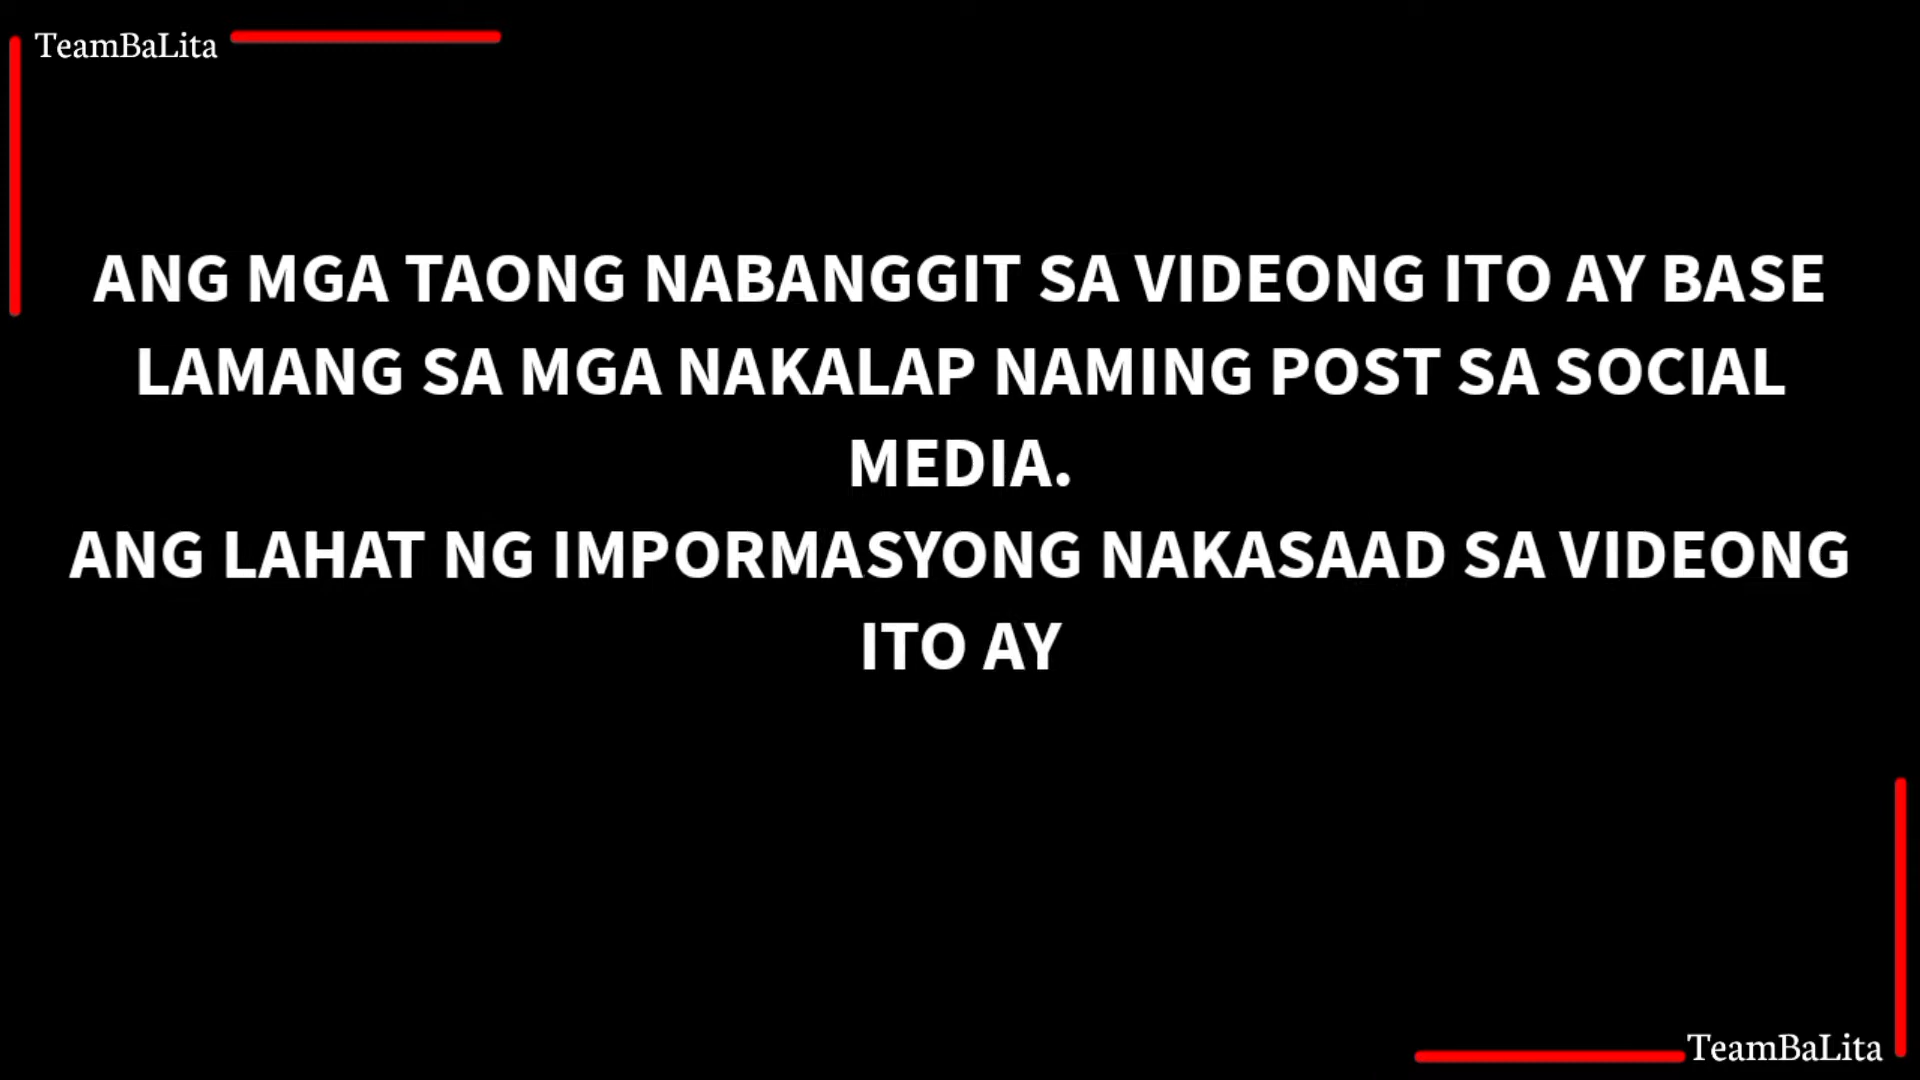 TeamBaLita
ANG MGA TAONG NABANGGIT SA VIDEONG ITO AY BASE
LAMANG SA MGA NAKALAP NAMING POST SA SOCIAL
MEDIA.
ANG LAHAT NG IMPORMASYONG NAKASAAD SA VIDEONG
ITO AY
TeamBaLita